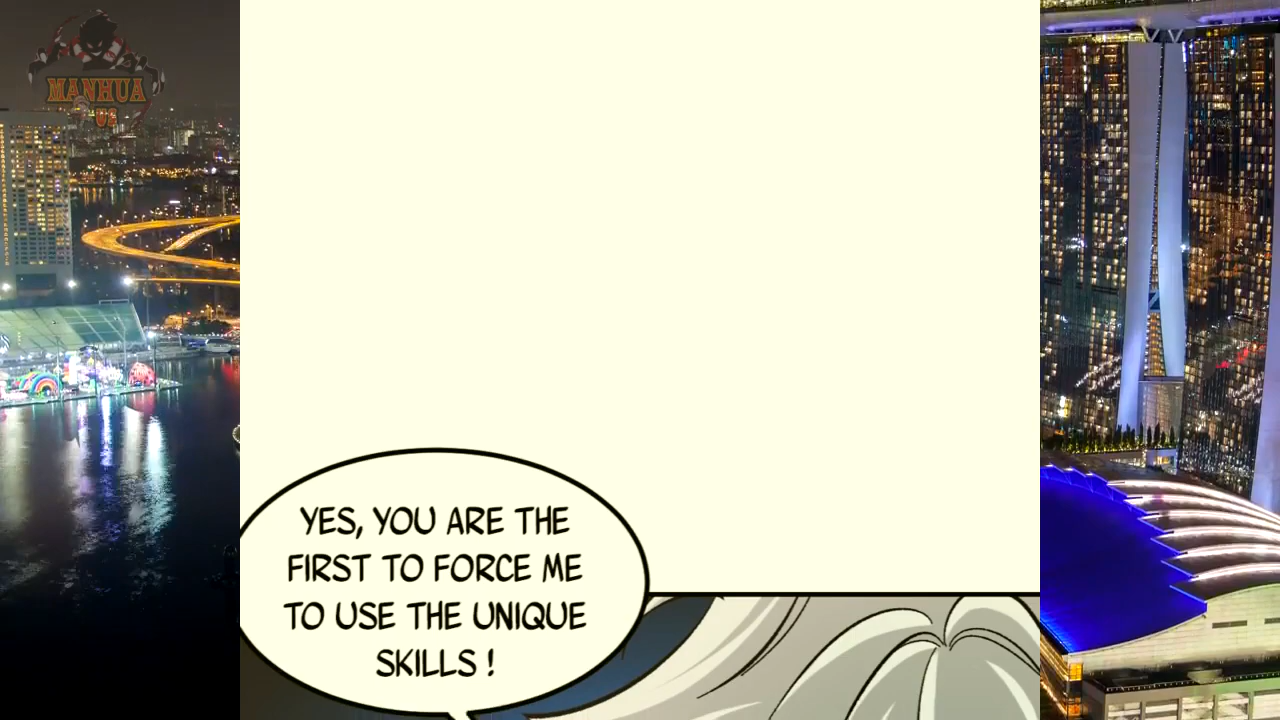 MANHUA
US
YES, YOU ARE THE
FIRST TO FORCE ME
TO USE THE UNIQUE
SKILLS !